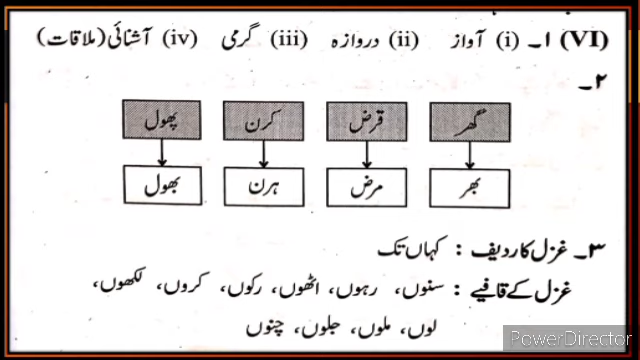 (VI) ۱۔ (i) آواز (ii) دروازہ (iii) گرمی (iv) آشنائی (ملاقات)
۲۔
گھر قرض کرن پھول
بھر مرض ہرن بھول
۳۔ غزل کا ردیف : کہاں تک
غزل کے قافیے : سنوں، رہوں، اٹھوں، رکوں، کروں، لکھوں،
لوں، ملوں، جلوں، چنوں
PowerDirector